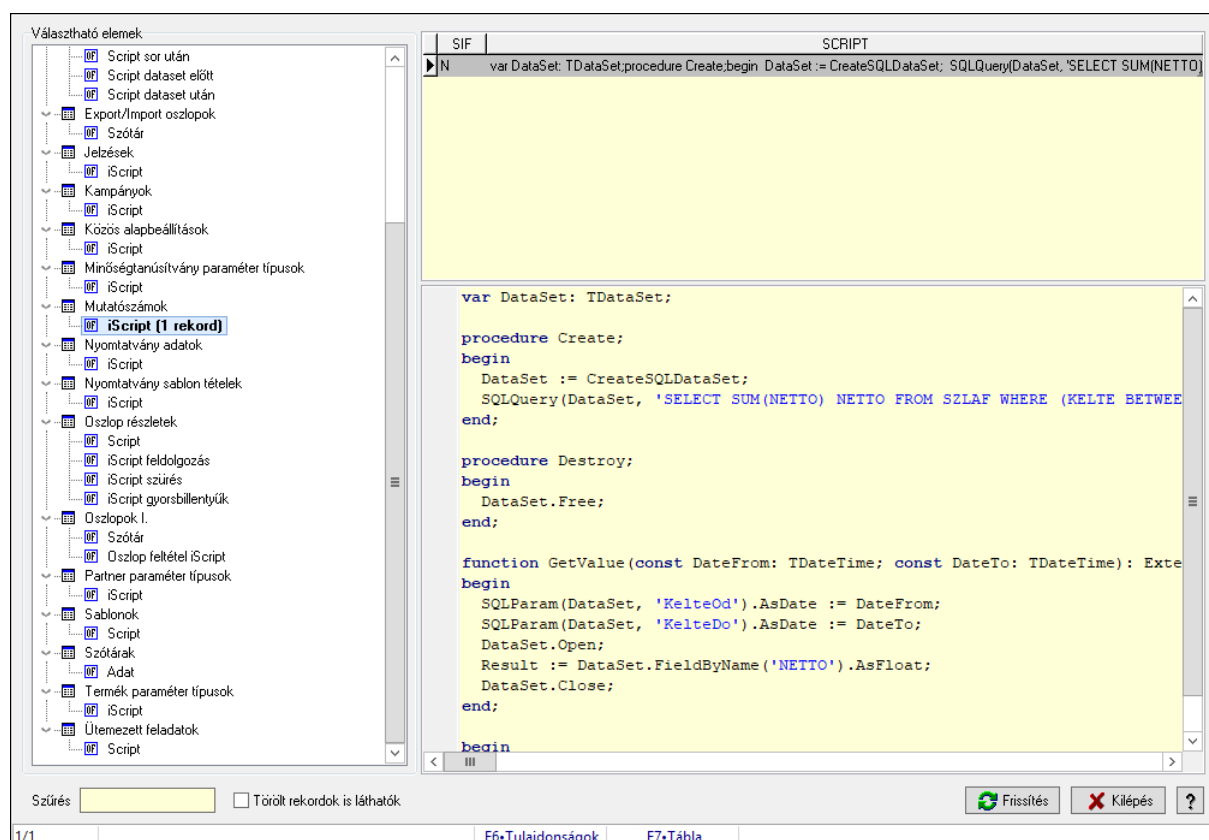 Választható elemek
Script sor után
Script dataset előtt
Script dataset után
Export/Import oszlopok
Szótár
Jelzések
iScript
Kampányok
iScript
Közös alapbeállítások
iScript
Minőségtanúsítvány paraméter típusok
iScript
Mutatószámok
iScript (1 rekord)
Nyomtatvány adatok
iScript
Nyomtatvány sablon tételek
iScript
Oszlop részletek
Script
iScript feldolgozás
iScript szürés
iScript gyorsbillentyűk
Oszlopok I.
Szótár
Oszlop feltétel iScript
Partner paraméter típusok
iScript
Sablonok
Script
Szótárak
Adat
Termék paraméter típusok
iScript
Ütemezett feladatok
Script
SIF SCRIPT
N var DataSet: TDataSet;procedure Create;begin DataSet := CreateSQLDataSet; SQLQuery(DataSet, 'SELECT SUM(NETTO)
var DataSet: TDataSet;
procedure Create;
begin
DataSet := CreateSQLDataSet;
SQLQuery(DataSet, 'SELECT SUM(NETTO) NETTO FROM SZLAF WHERE (KELTE BETWEE
end;
procedure Destroy;
begin
DataSet.Free;
end;
function GetValue(const DateFrom: TDateTime; const DateTo: TDateTime): Exte
begin
SQLParam(DataSet, 'KelteOd').AsDate := DateFrom;
SQLParam(DataSet, 'KelteDo').AsDate := DateTo;
DataSet.Open;
Result := DataSet.FieldByName('NETTO').AsFloat;
DataSet.Close;
end;
begin
Szűrés
Törölt rekordok is láthatók
Frissítés
Kilépés
?
1/1 F6•Tulajdonságok F7•Tábla